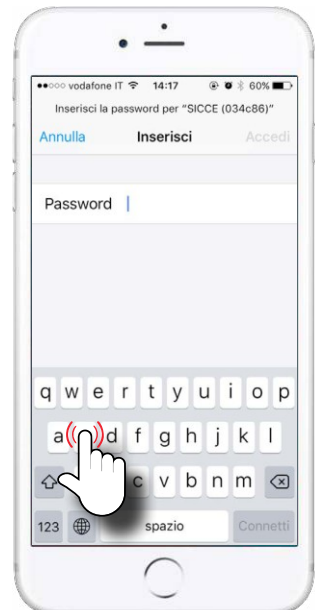 vodafone IT 14:17 60%
Inserisci la password per "SICCE (034c86)"
Annulla Inserisci Accedi
Password
q w e r t y u i o p
a d f g h j k l
c v b n m
123 spazio Connetti